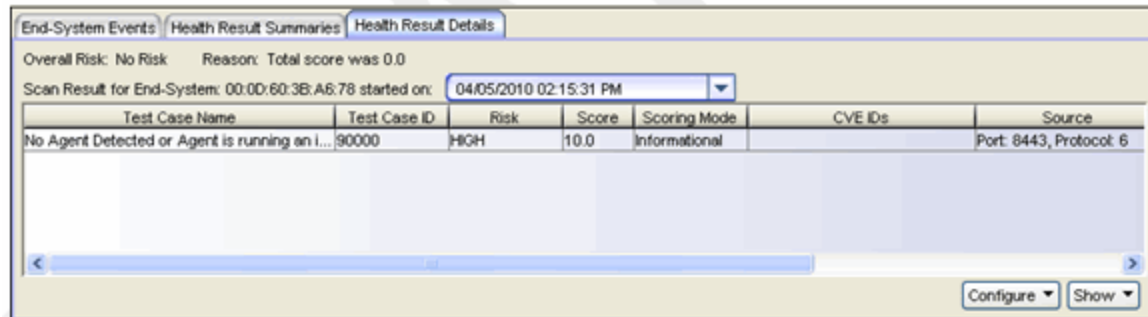 End-System Events Health Result Summaries Health Result Details
Overall Risk: No Risk Reason: Total score was 0.0
Scan Result for End-System: 00:0D:60:3B:A6:78 started on: 04/05/2010 02:15:31 PM
Test Case Name Test Case ID Risk Score Scoring Mode CVE IDs Source
No Agent Detected or Agent is running an i... 90000 HIGH 10.0 Informational Port: 8443, Protocol: 6
Configure Show